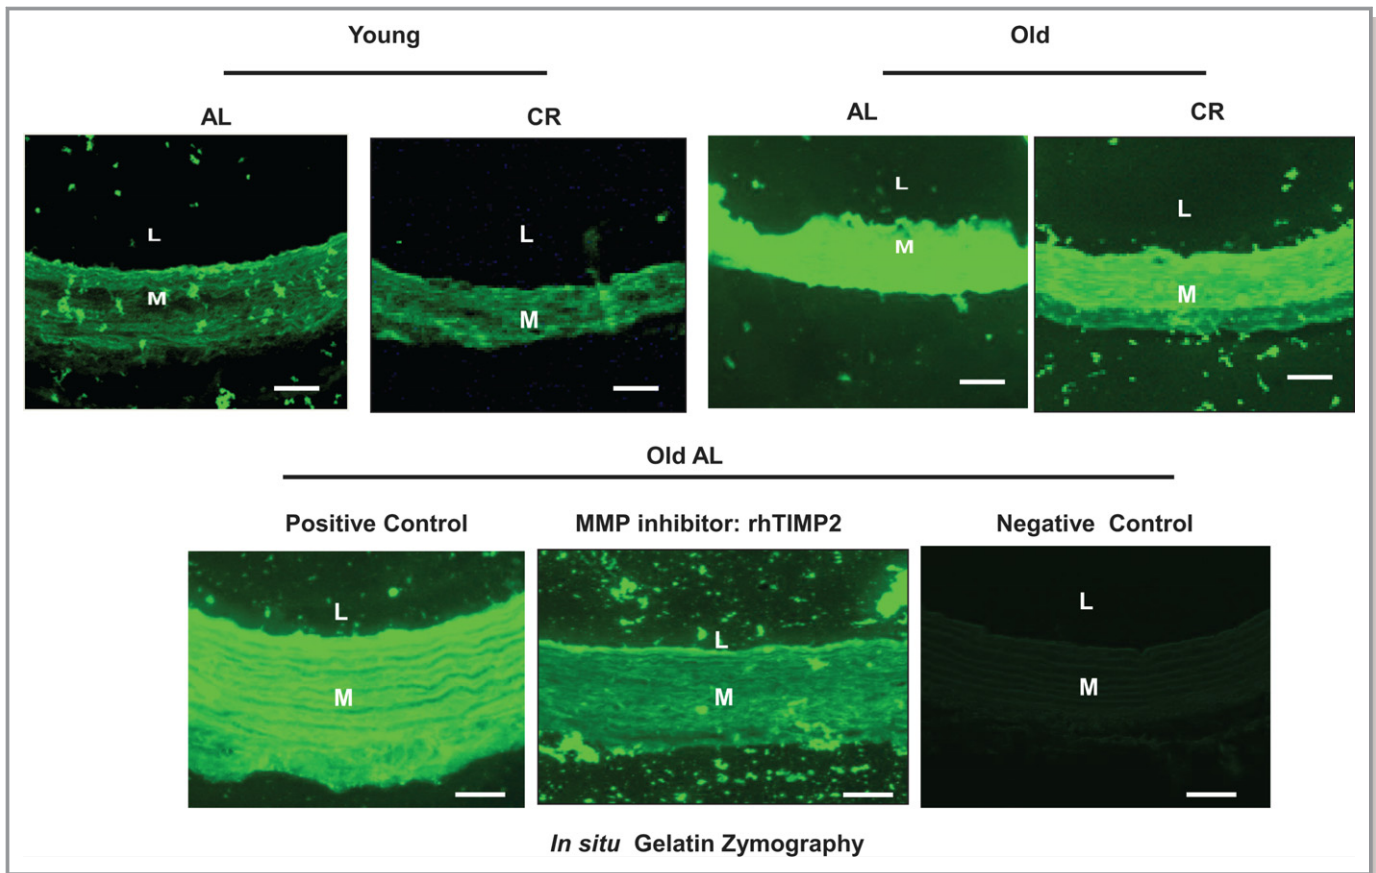 Young
Old
AL
CR
AL
CR
L
M
L
M
L
M
L
M
Old AL
Positive Control
MMP inhibitor: rhTIMP2
Negative Control
L
M
L
M
L
M
In situ Gelatin Zymography